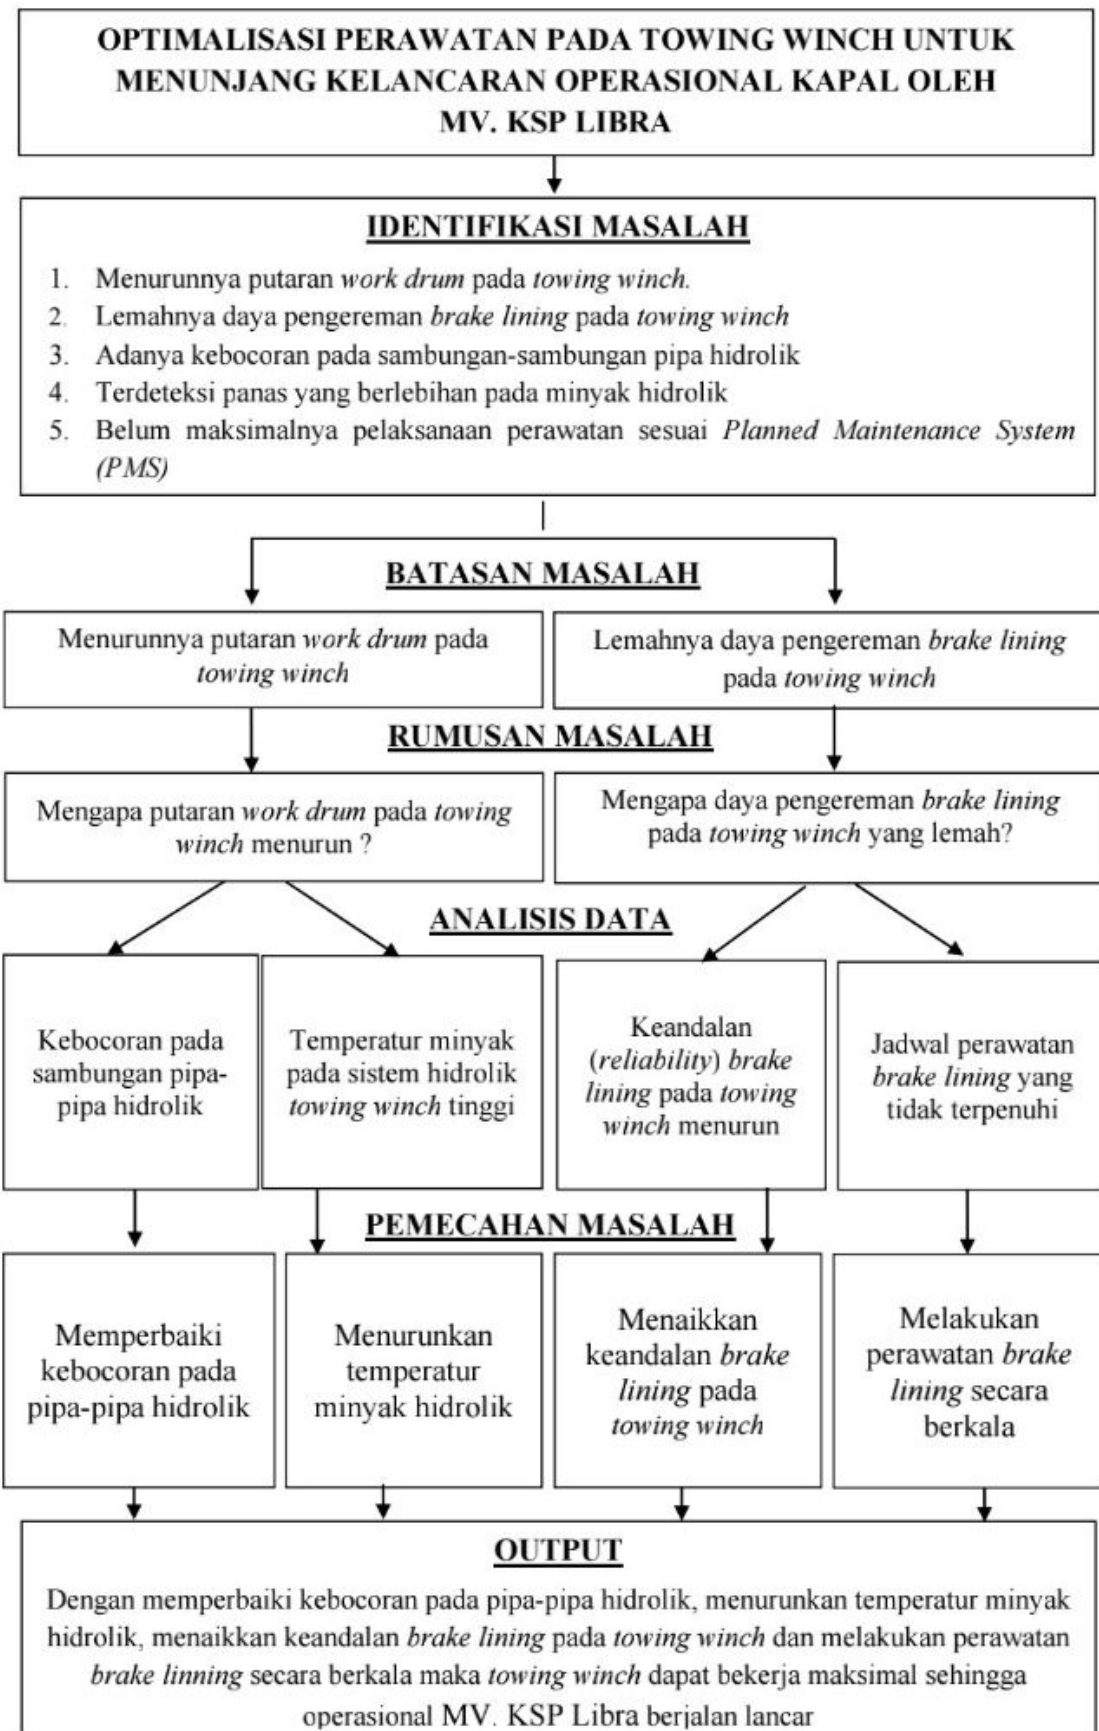 OPTIMALISASI PERAWATAN PADA TOWING WINCH UNTUK
MENUNJANG KELANCARAN OPERASIONAL KAPAL OLEH
MV. KSP LIBRA
IDENTIFIKASI MASALAH
1. Menurunnya putaran work drum pada towing winch.
2. Lemahnya daya pengereman brake lining pada towing winch
3. Adanya kebocoran pada sambungan-sambungan pipa hidrolik
4. Terdeteksi panas yang berlebihan pada minyak hidrolik
5. Belum maksimalnya pelaksanaan perawatan sesuai Planned Maintenance System
(PMS)
BATASAN MASALAH
Menurunnya putaran work drum pada
towing winch
Lemahnya daya pengereman brake lining
pada towing winch
RUMUSAN MASALAH
Mengapa putaran work drum pada towing
winch menurun ?
Mengapa daya pengereman brake lining
pada towing winch yang lemah?
ANALISIS DATA
Kebocoran pada
sambungan pipa-
pipa hidrolik
Temperatur minyak
pada sistem hidrolik
towing winch tinggi
Keandalan
(reliability) brake
lining pada towing
winch menurun
Jadwal perawatan
brake lining yang
tidak terpenuhi
PEMECAHAN MASALAH
Memperbaiki
kebocoran pada
pipa-pipa hidrolik
Menurunkan
temperatur
minyak hidrolik
Menaikkan
keandalan brake
lining pada
towing winch
Melakukan
perawatan brake
lining secara
berkala
OUTPUT
Dengan memperbaiki kebocoran pada pipa-pipa hidrolik, menurunkan temperatur minyak
hidrolik, menaikkan keandalan brake lining pada towing winch dan melakukan perawatan
brake linning secara berkala maka towing winch dapat bekerja maksimal sehingga
operasional MV. KSP Libra berjalan lancar